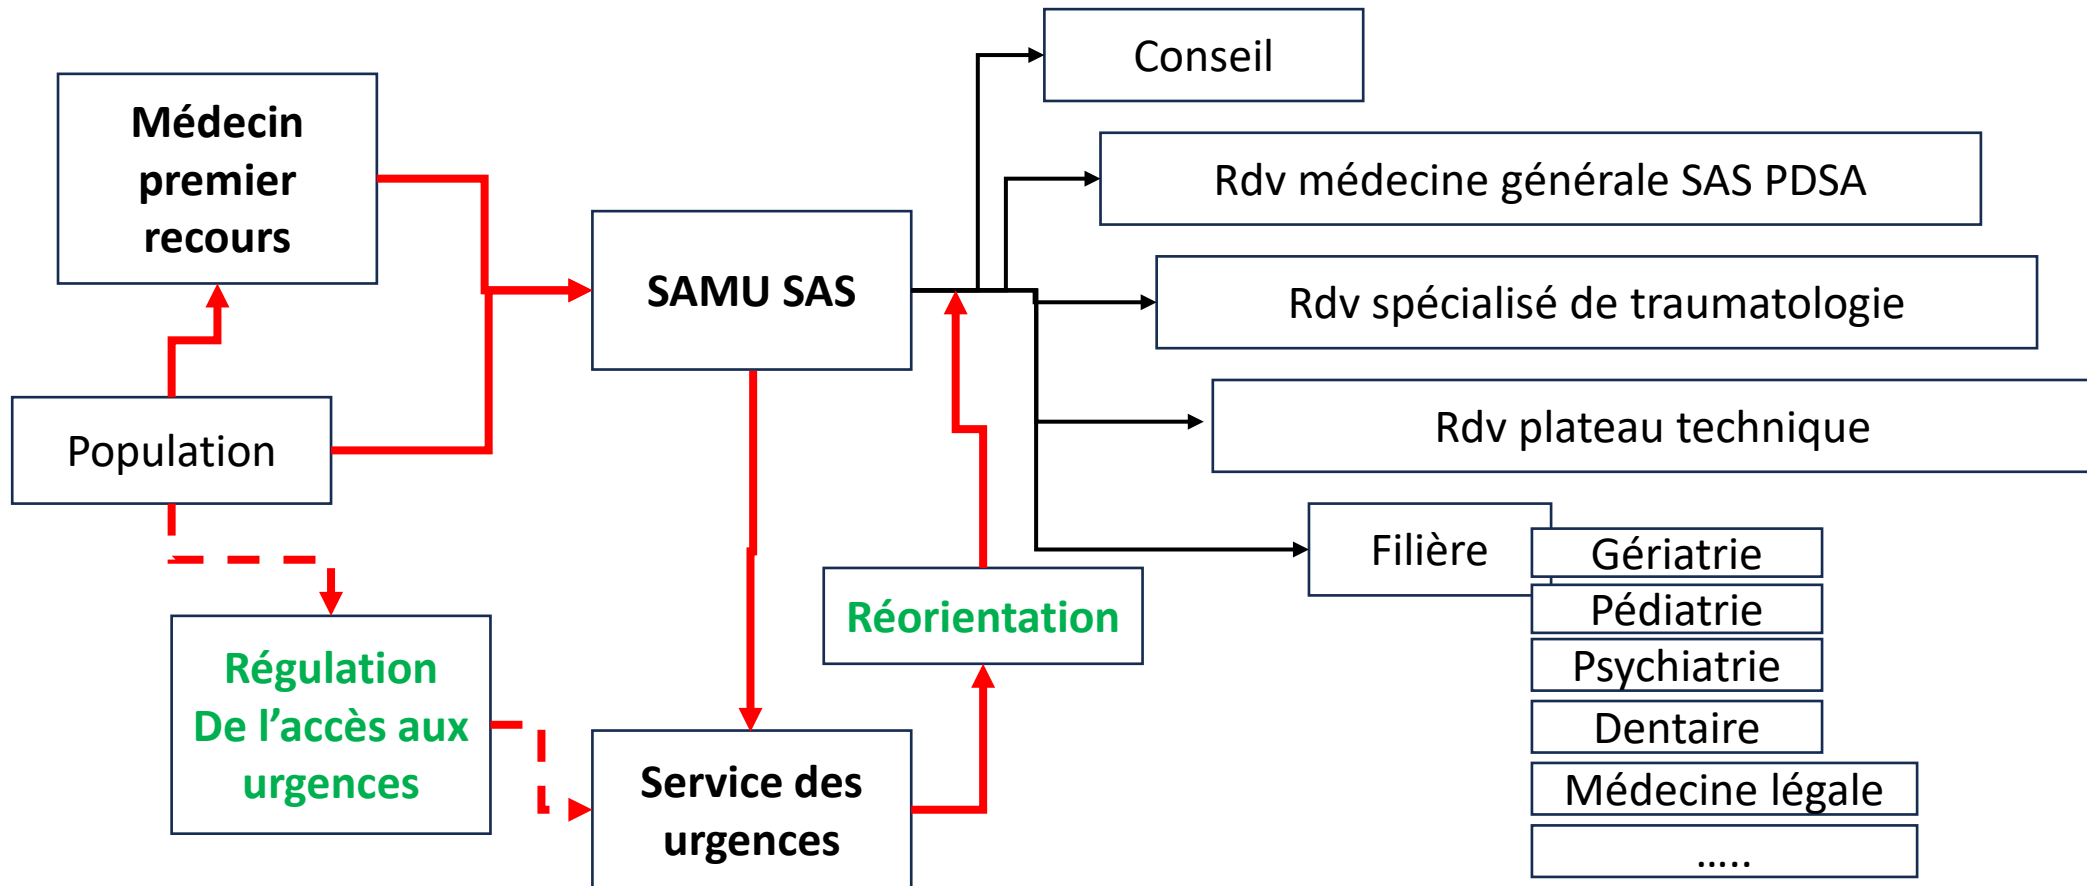 Conseil
Médecin
premier
recours
Rdv médecine générale SAS PDSA
SAMU SAS
Rdv spécialisé de traumatologie
Population
Rdv plateau technique
Filière
Gériatrie
Pédiatrie
Psychiatrie
Dentaire
Médecine légale
.....
Réorientation
Régulation
De l’accès aux
urgences
Service des
urgences